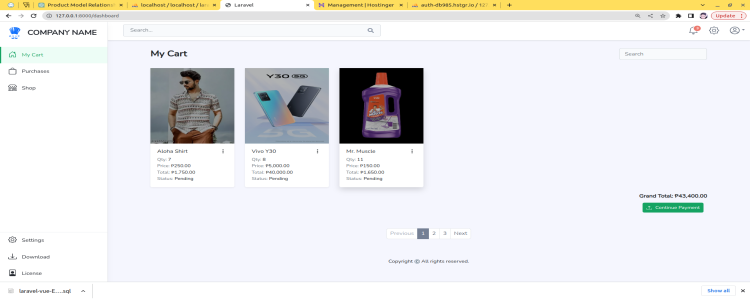 Product Model Relations
localhost / localhost / lara
Laravel
Management | Hostinger
auth-db985.hstgr.io / 127
127.0.0.1:8000/dashboard
Update
COMPANY NAME
Search...
My Cart
Purchases
Shop
Settings
Download
License
My Cart
Search
Y30 5G
Aloha Shirt
Qty: 7
Price: ₱250.00
Total: ₱1,750.00
Status: Pending
Vivo Y30
Qty: 8
Price: ₱5,000.00
Total: ₱40,000.00
Status: Pending
Mr. Muscle
Qty: 11
Price: ₱150.00
Total: ₱1,650.00
Status: Pending
Grand Total: ₱43,400.00
Continue Payment
Previous 1 2 3 Next
Copyright @ All rights reserved.
laravel-vue-E....sql
Show all